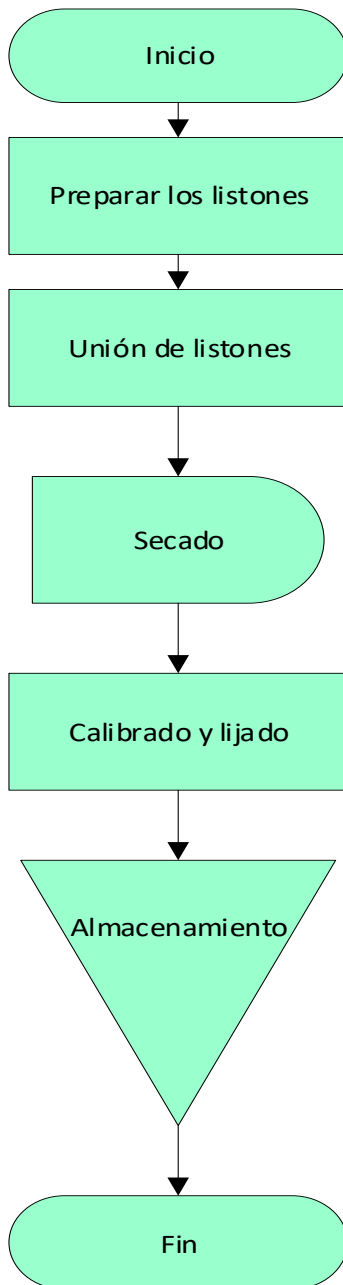 Inicio
Preparar los listones
Unión de listones
Secado
Calibrado y lijado
Almacenamiento
Fin